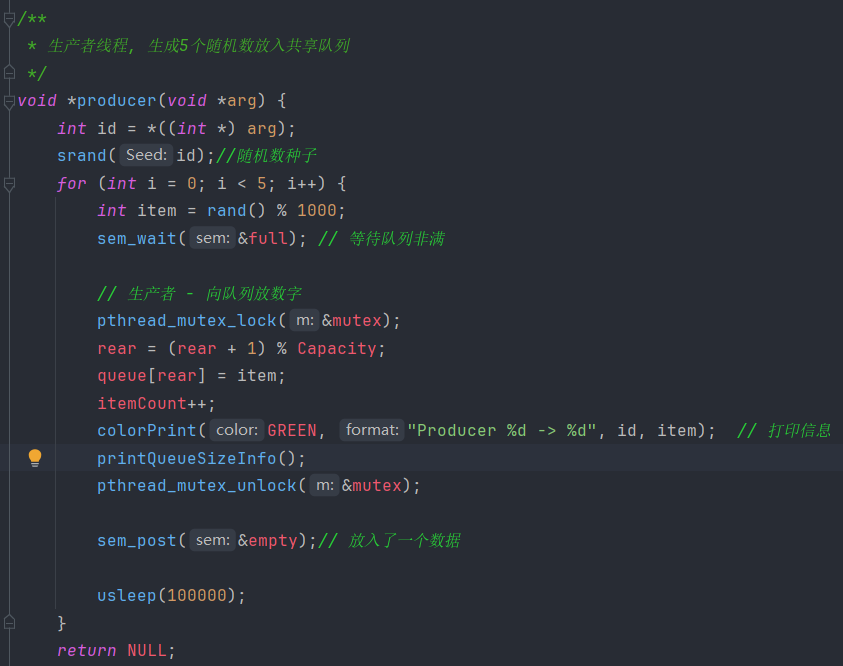 /**
 * 生产者线程, 生成5个随机数放入共享队列
 */
void *producer(void *arg) {
    int id = *((int *) arg);
    srand( Seed: id);//随机数种子
    for (int i = 0; i < 5; i++) {
        int item = rand() % 1000;
        sem_wait( sem: &full); // 等待队列非满

        // 生产者 - 向队列放数字
        pthread_mutex_lock( m: &mutex);
        rear = (rear + 1) % Capacity;
        queue[rear] = item;
        itemCount++;
        colorPrint( color: GREEN,  format: "Producer %d -> %d", id, item);  // 打印信息
        printQueueSizeInfo();
        pthread_mutex_unlock( m: &mutex);

        sem_post( sem: &empty);// 放入了一个数据

        usleep(100000);
    }
    return NULL;